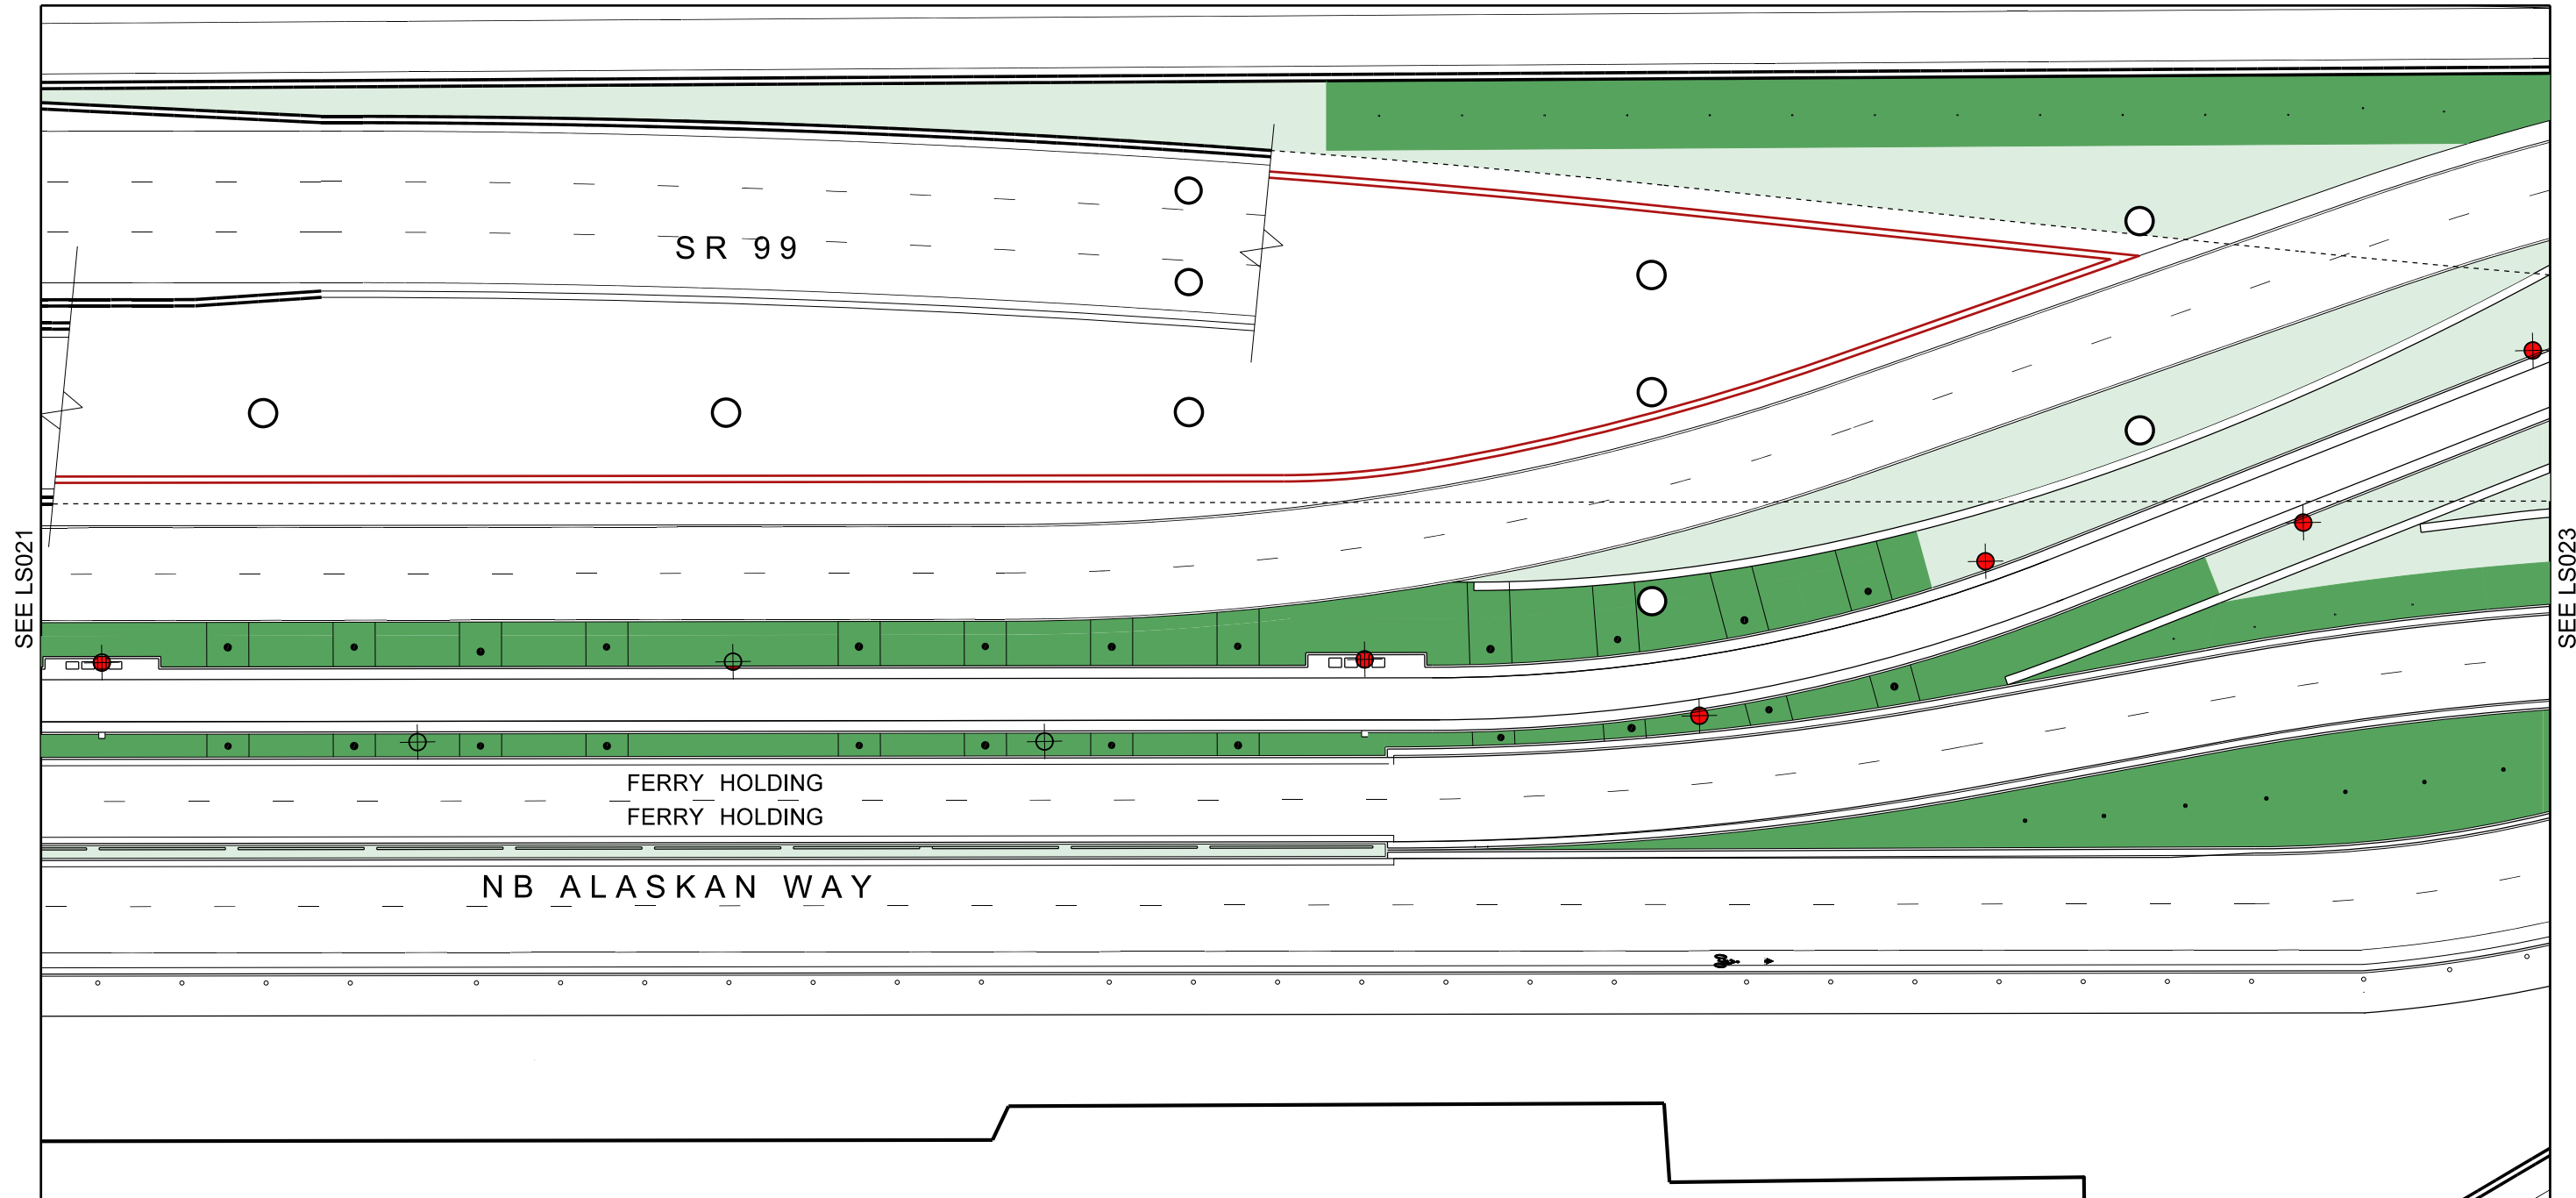 SR 99
SEE LS021
SEE LS023
FERRY HOLDING
FERRY HOLDING
NB ALASKAN WAY